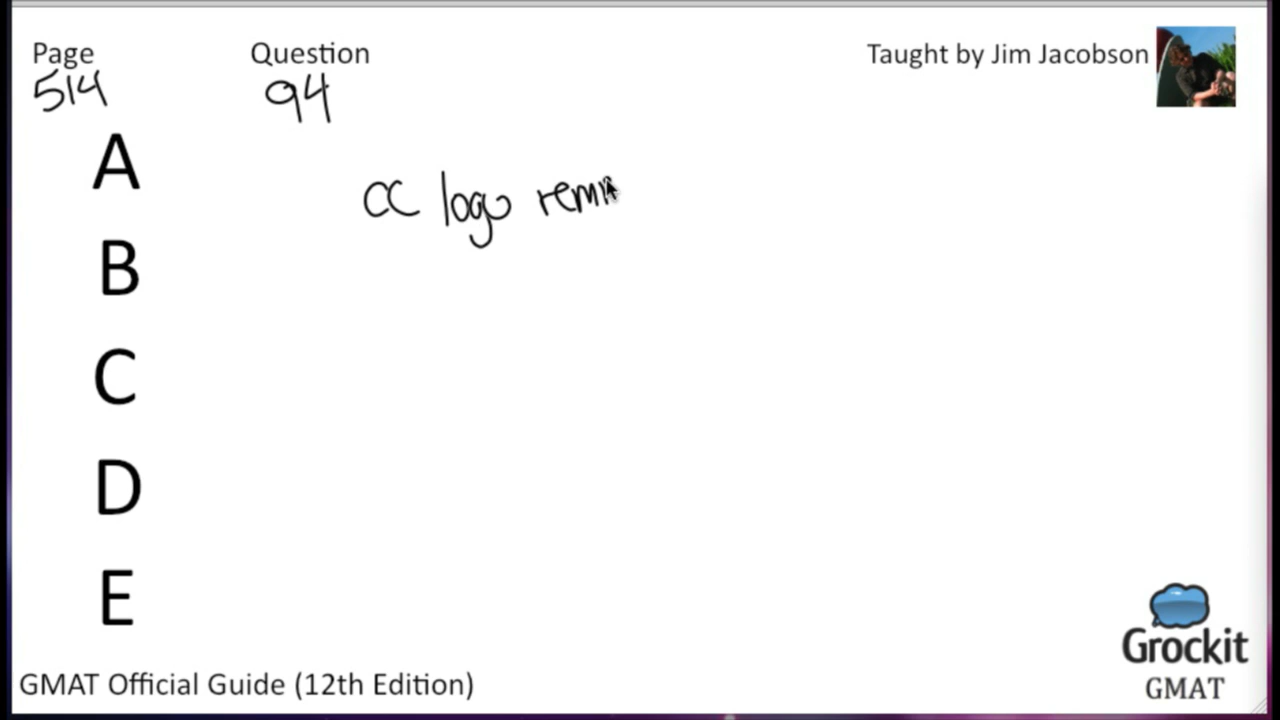 Page Question Taught by Jim Jacobson
514 94
A
CC logo
B
C
D
E
Grockit
GMAT
GMAT Official Guide (12th Edition)